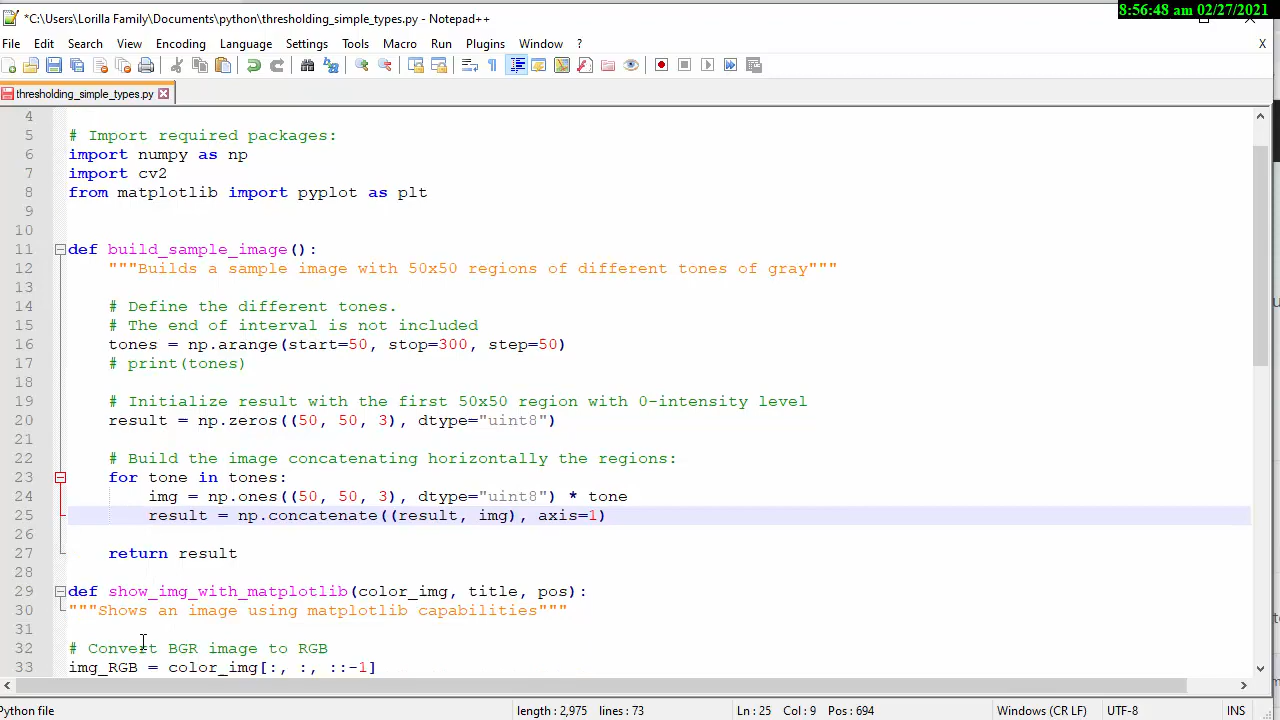 8:56:48 am 02/27/2021
*C:\Users\Lorilla Family\Documents\python\thresholding_simple_types.py - Notepad++
File Edit Search View Encoding Language Settings Tools Macro Run Plugins Window ? X
thresholding_simple_types.py
4
5 # Import required packages:
6 import numpy as np
7 import cv2
8 from matplotlib import pyplot as plt
9
10
11 def build_sample_image():
12 """Builds a sample image with 50x50 regions of different tones of gray"""
13
14 # Define the different tones.
15 # The end of interval is not included
16 tones = np.arange(start=50, stop=300, step=50)
17 # print(tones)
18
19 # Initialize result with the first 50x50 region with 0-intensity level
20 result = np.zeros((50, 50, 3), dtype="uint8")
21
22 # Build the image concatenating horizontally the regions:
23 for tone in tones:
24 img = np.ones((50, 50, 3), dtype="uint8") * tone
25 result = np.concatenate((result, img), axis=1)
26
27 return result
28
29 def show_img_with_matplotlib(color_img, title, pos):
30 """Shows an image using matplotlib capabilities"""
31
32 # Convert BGR image to RGB
33 img_RGB = color_img[:, :, ::-1]
Python file length : 2,975 lines : 73 Ln : 25 Col : 9 Pos : 694 Windows (CR LF) UTF-8 INS